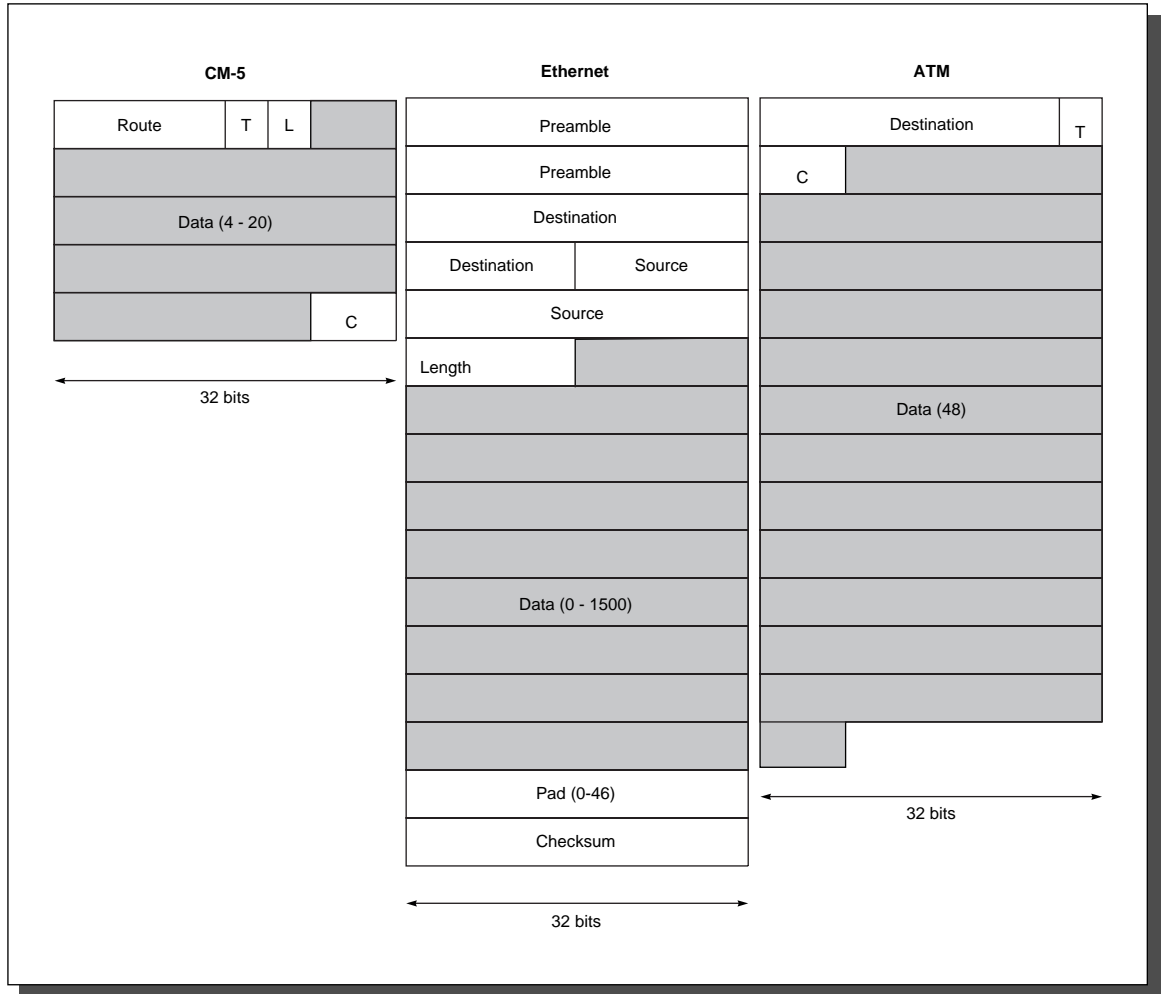 CM-5
Route T L
Data (4 - 20)
C
32 bits
Ethernet
Preamble
Preamble
Destination
Destination Source
Source
Length
Data (0 - 1500)
Pad (0-46)
Checksum
32 bits
ATM
Destination T
C
Data (48)
32 bits